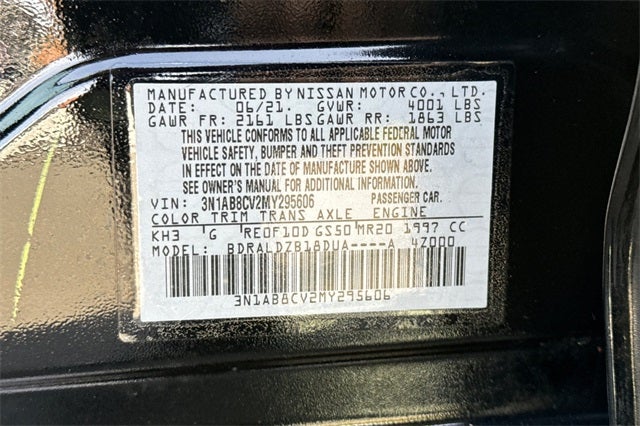 MANUFACTURED BY NISSAN MOTOR CO., LTD.
DATE: 06/21. GVWR: 4001 LBS
GAWR FR: 2161 LBS GAWR RR: 1863 LBS
THIS VEHICLE CONFORMS TO ALL APPLICABLE FEDERAL MOTOR
VEHICLE SAFETY, BUMPER AND THEFT PREVENTION STANDARDS
IN EFFECT ON THE DATE OF MANUFACTURE SHOWN ABOVE.
SEE OWNER'S MANUAL FOR ADDITIONAL INFORMATION.
VIN: 3N1AB8CV2MY295606 PASSENGER CAR.
COLOR TRIM TRANS AXLE ENGINE
KH3 G RE0F10D GS50 MR20 1997 CC
MODEL: BDRALDZB18DUA----A 4Z000
3N1AB8CV2MY295606